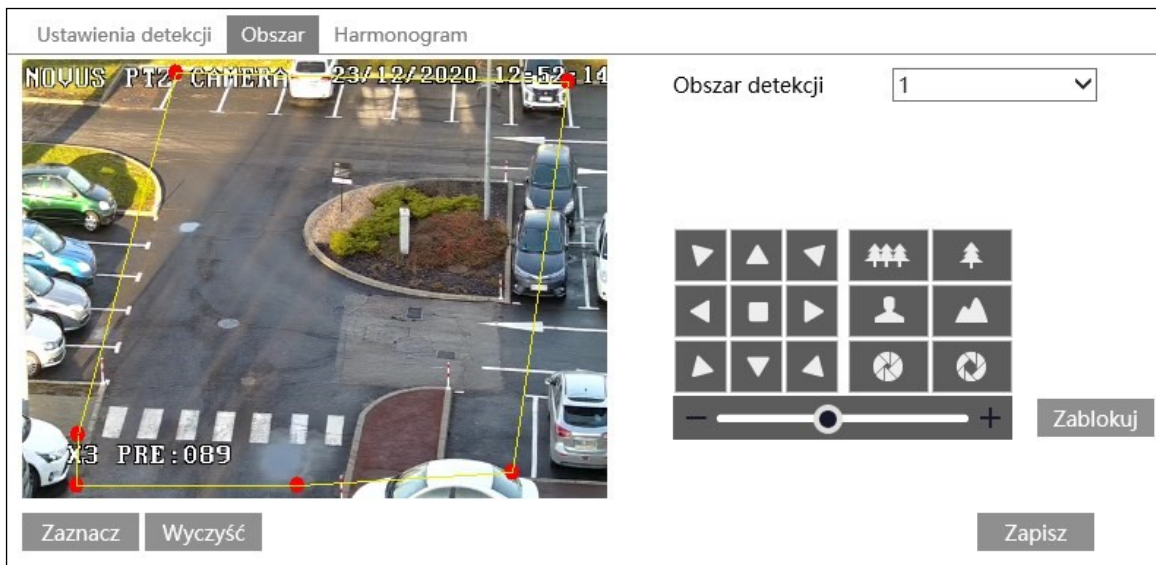 Ustawienia detekcji Obszar Harmonogram
NOVUS PTZ CAMERA 23/12/2020 12:52:14
Obszar detekcji 1
Zablokuj
X3 PRE:089
Zaznacz Wyczyść Zapisz